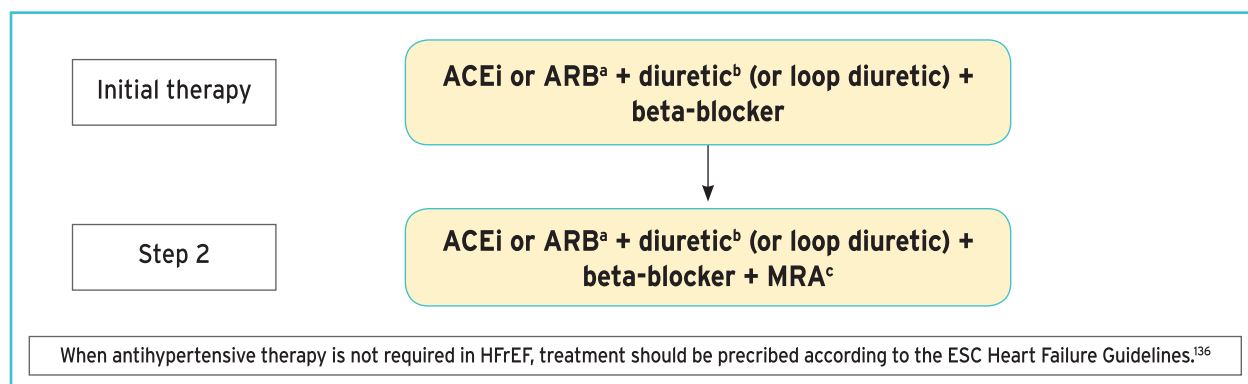 Initial therapy
ACEi or ARBᵃ + diureticᵇ (or loop diuretic) +
beta-blocker
Step 2
ACEi or ARBᵃ + diureticᵇ (or loop diuretic) +
beta-blocker + MRAᶜ
When antihypertensive therapy is not required in HFrEF, treatment should be precribed according to the ESC Heart Failure Guidelines.¹³⁶